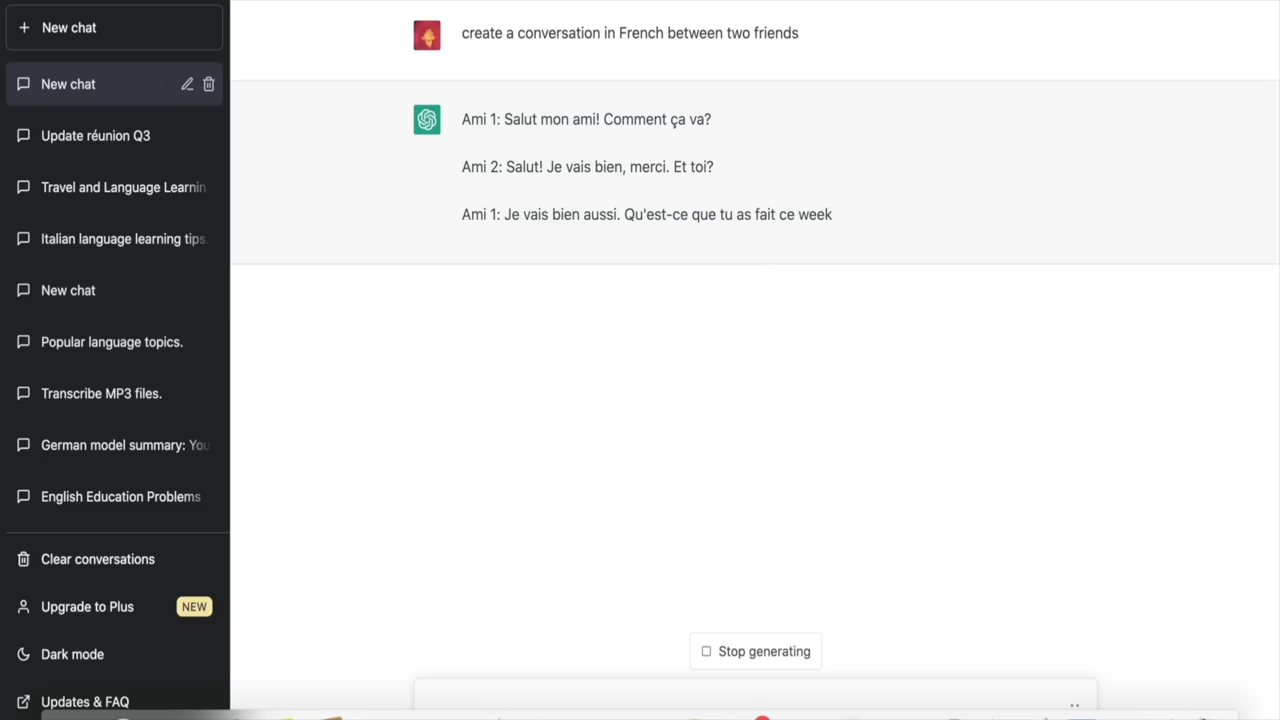 New chat
New chat
Update réunion Q3
Travel and Language Learnin
Italian language learning tips.
New chat
Popular language topics.
Transcribe MP3 files.
German model summary: You
English Education Problems
Clear conversations
Upgrade to Plus NEW
Dark mode
Updates & FAQ
create a conversation in French between two friends
Ami 1: Salut mon ami! Comment ça va?
Ami 2: Salut! Je vais bien, merci. Et toi?
Ami 1: Je vais bien aussi. Qu'est-ce que tu as fait ce week
Stop generating